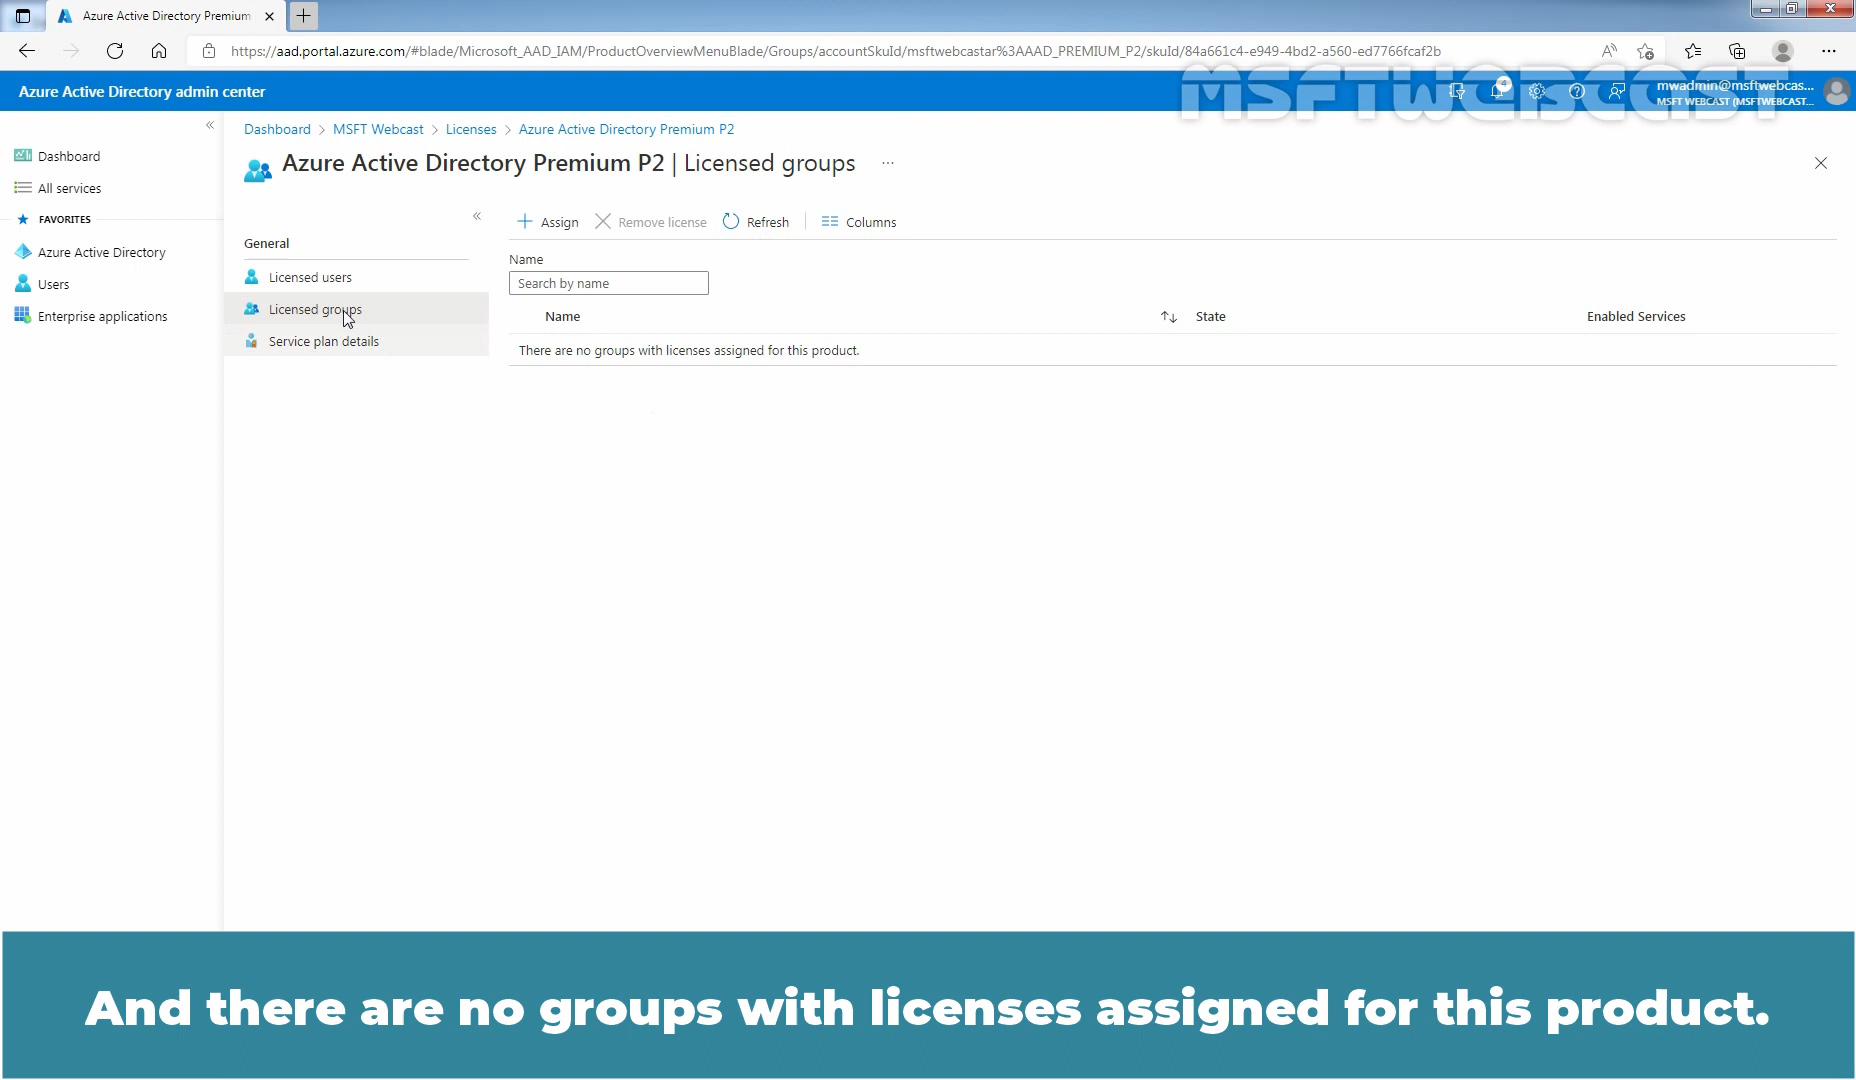 Azure Active Directory Premium
https://aad.portal.azure.com/#blade/Microsoft_AAD_IAM/ProductOverviewMenuBlade/Groups/accountSkuId/msftwebcastar%3AAAD_PREMIUM_P2/skuId/84a661c4-e949-4bd2-a560-ed7766fcaf2b
MSFTWEBCAST
Azure Active Directory admin center
4
mwadmin@msftwebcas...
MSFT WEBCAST (MSFTWEBCAST...
Dashboard > MSFT Webcast > Licenses > Azure Active Directory Premium P2
Azure Active Directory Premium P2 | Licensed groups ...
Dashboard
All services
FAVORITES
Azure Active Directory
Users
Enterprise applications
General
Licensed users
Licensed groups
Service plan details
Assign Remove license Refresh Columns
Name
Search by name
Name State Enabled Services
There are no groups with licenses assigned for this product.
And there are no groups with licenses assigned for this product.